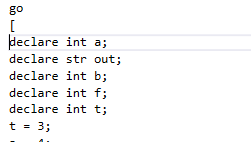 go
[
declare int a;
declare str out;
declare int b;
declare int f;
declare int t;
t = 3;